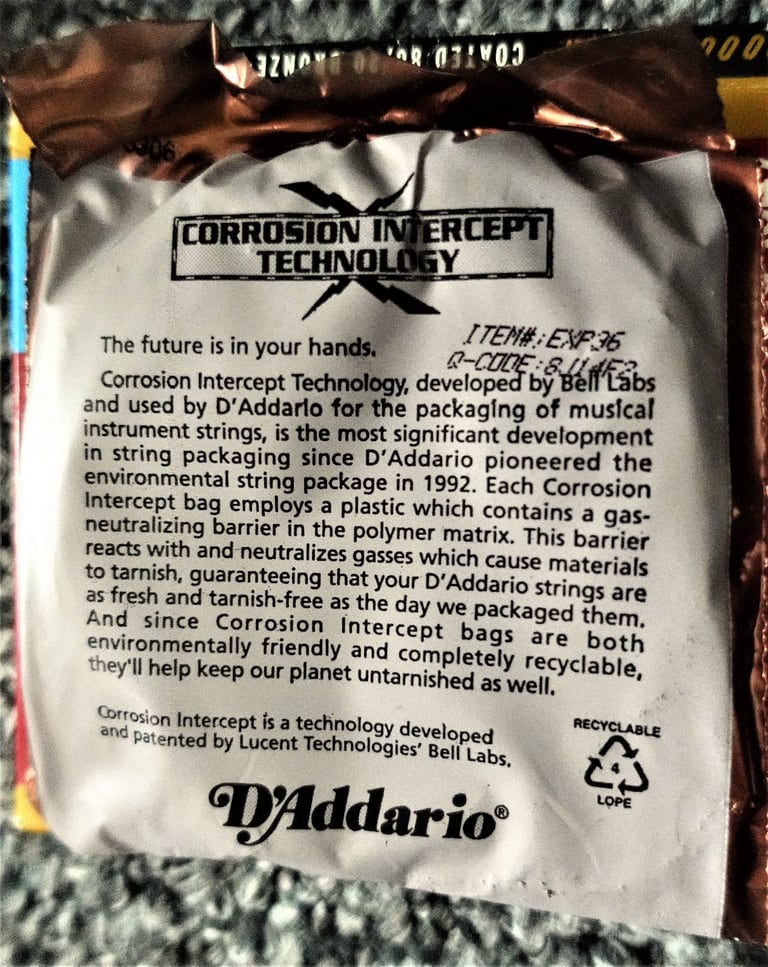 COATED 80/20 BRONZE
000
3306
CORROSION INTERCEPT
TECHNOLOGY
ITEM#:EXP36
The future is in your hands.
Q-CODE:
Corrosion Intercept Technology, developed by Bell Labs
and used by D'Addario for the packaging of musical
instrument strings, is the most significant development
in string packaging since D'Addario pioneered the
environmental string package in 1992. Each Corrosion
Intercept bag employs a plastic which contains a gas-
neutralizing barrier in the polymer matrix. This barrier
reacts with and neutralizes gasses which cause materials
to tarnish, guaranteeing that your D'Addario strings are
as fresh and tarnish-free as the day we packaged them.
And since Corrosion Intercept bags are both
environmentally friendly and completely recyclable,
they'll help keep our planet untarnished as well.
Corrosion Intercept is a technology developed
and patented by Lucent Technologies' Bell Labs.
RECYCLABLE
4
LDPE
D'Addario®